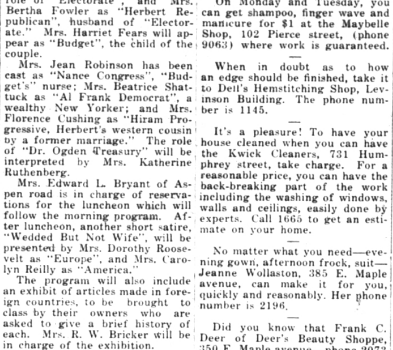 role of "Electorate", and Mrs.
Bertha Fowler as "Herbert Re-
publican", husband of "Elector-
ate." Mrs. Harriet Fears will ap-
pear as "Budget", the child of the
couple.
Mrs. Jean Robinson has been
cast as "Nance Congress", "Bud-
get's" nurse; Mrs. Beatrice Shat-
tuck as "Al Frank Democrat", a
wealthy New Yorker; and Mrs.
Florence Cushing as "Hiram Pro-
gressive, Herbert's western cousin
by a former marriage." The role
of "Dr. Ogden Treasury" will be
interpreted by Mrs. Katherine
Ruthenberg.
Mrs. Edward L. Bryant of As-
pen road is in charge of reserva-
tions for the luncheon which will
follow the morning program. Af-
ter luncheon, another short satire,
"Wedded But Not Wife", will be
presented by Mrs. Dorothy Roose-
velt as "Europe", and Mrs. Caro-
lyn Reilly as "America."
The program will also include
an exhibit of articles made in for-
eign countries, to be brought to
class by their owners who are
asked to give a brief history of
each. Mrs. R. W. Bricker will be
in charge of the exhibition.
On Monday and Tuesday, you
can get shampoo, finger wave and
manicure for $1 at the Maybelle
Shop, 102 Pierce street, (phone
9063) where work is guaranteed.
When in doubt as to how
an edge should be finished, take it
to Dell's Hemstitching Shop, Lev-
inson Building. The phone num-
ber is 1145.
It's a pleasure! To have your
house cleaned when you can have
the Kwick Cleaners, 731 Hum-
phrey street, take charge. For a
reasonable price, you can have the
back-breaking part of the work
including the washing of windows,
walls and ceilings, easily done by
experts. Call 1665 to get an esti-
mate on your home.
No matter what you need—eve-
ning gown, afternoon frock, suit—
Jeanne Wollaston, 385 E. Maple
avenue, can make it for you,
quickly and reasonably. Her phone
number is 2196.
Did you know that Frank C.
Deer of Deer's Beauty Shoppe,
350 E. Maple avenue, phone